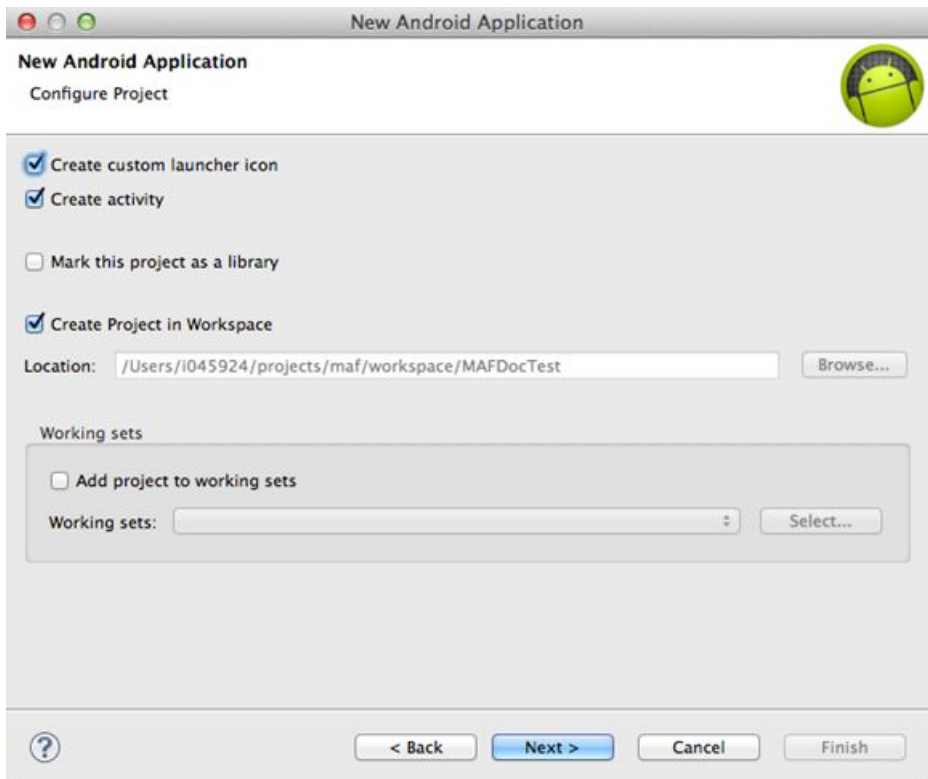 New Android Application
New Android Application
Configure Project
Create custom launcher icon
Create activity
Mark this project as a library
Create Project in Workspace
Location: /Users/i045924/projects/maf/workspace/MAFDocTest Browse...
Working sets
Add project to working sets
Working sets: Select...
? < Back Next > Cancel Finish